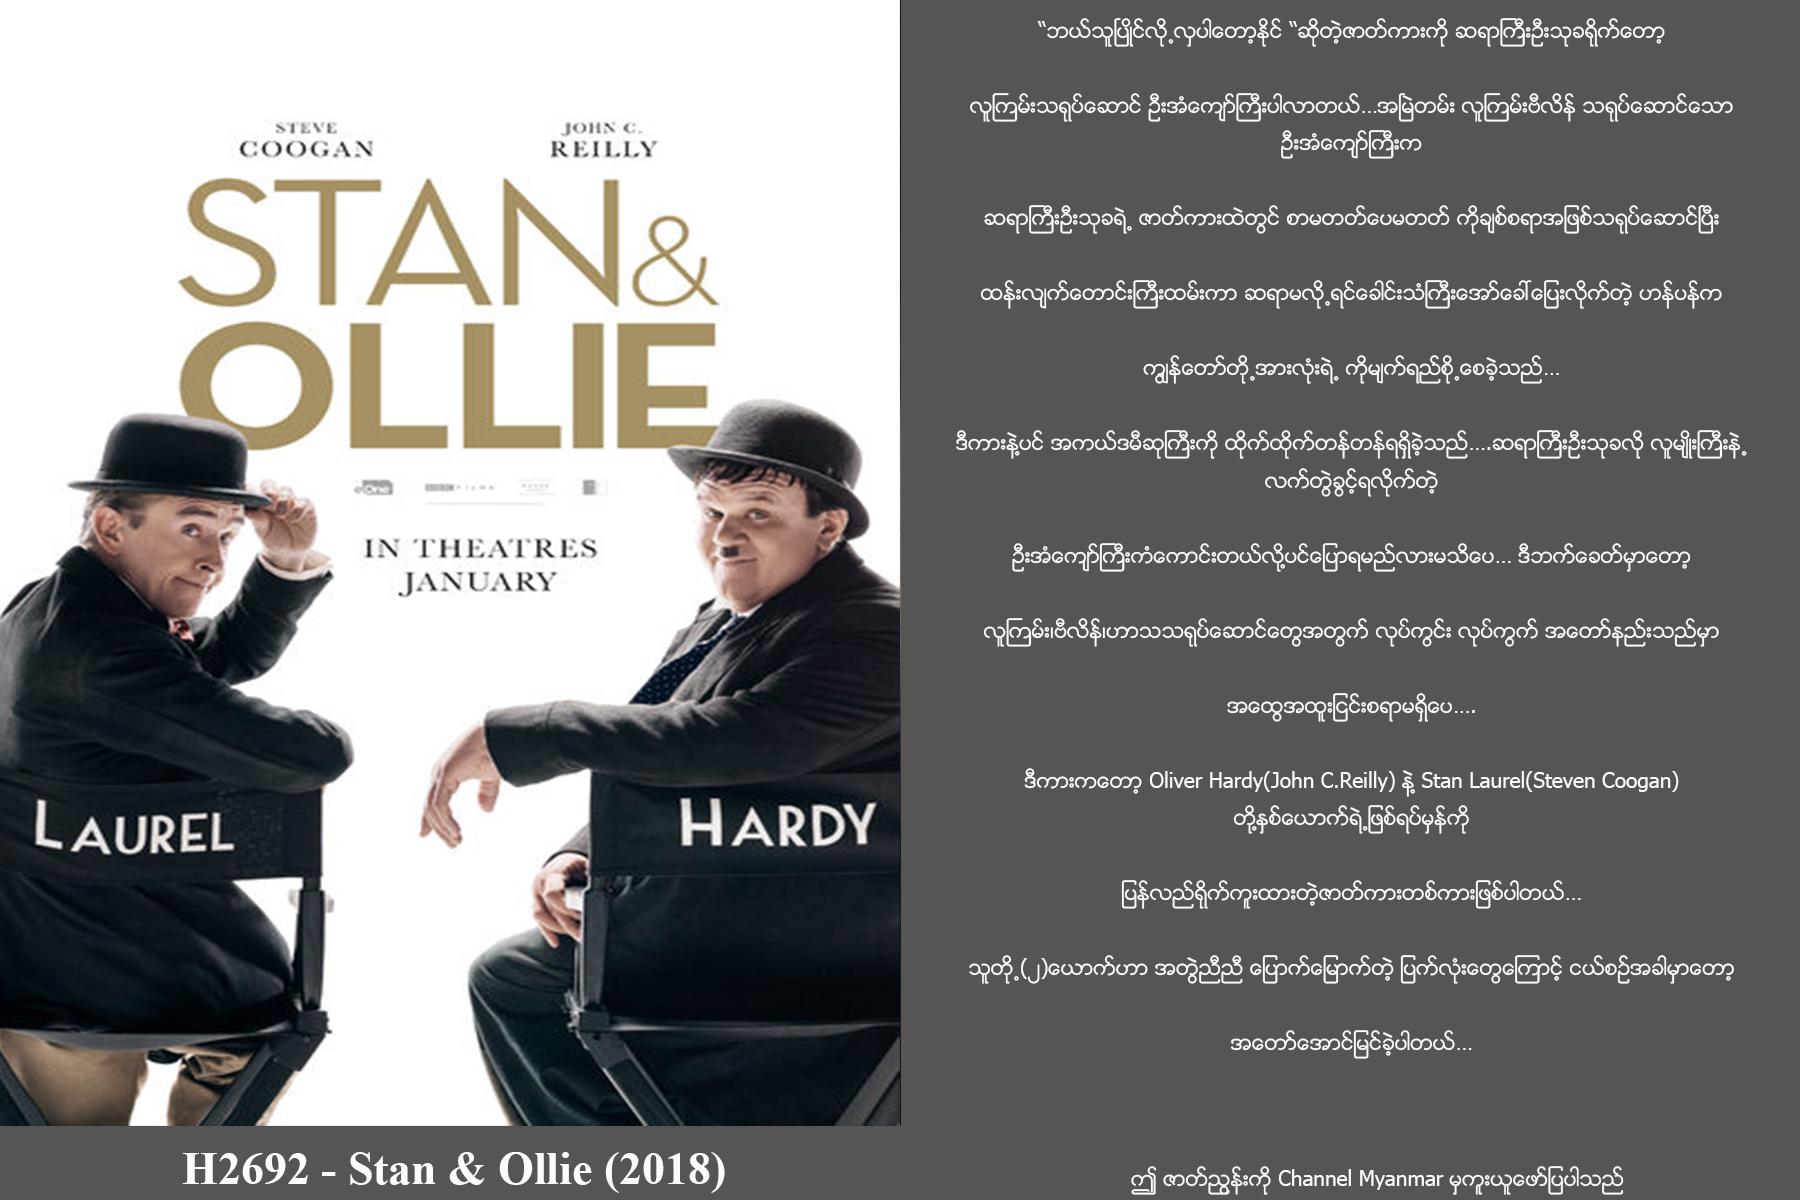 STEVE COOGAN
JOHN C. REILLY
STAN&
OLLIE
eOne BBC FILMS
IN THEATRES
JANUARY
LAUREL
HARDY
H2692 - Stan & Ollie (2018)
“ဘယ်သူပြိုင်လို့လှပါတော့နိုင် “ဆိုတဲ့ဇာတ်ကားကို ဆရာကြီးဦးသုခရိုက်တော့
လူကြမ်းသရုပ်ဆောင် ဦးအံကျော်ကြီးပါလာတယ်...အမြဲတမ်း လူကြမ်းဗီလိန် သရုပ်ဆောင်သော
ဦးအံကျော်ကြီးက
ဆရာကြီးဦးသုခရဲ့ ဇာတ်ကားထဲတွင် စာမတတ်ပေမတတ် ကိုချစ်စရာအဖြစ်သရုပ်ဆောင်ပြီး
ထန်းလျက်တောင်းကြီးထမ်းကာ ဆရာမလို့ရင်ခေါင်းသံကြီးအော်ခေါ်ပြေးလိုက်တဲ့ ဟန်ပန်က
ကျွန်တော်တို့အားလုံးရဲ့ ကိုမျက်ရည်စို့စေခဲ့သည်...
ဒီကားနဲ့ပင် အကယ်ဒမီဆုကြီးကို ထိုက်ထိုက်တန်တန်ရရှိခဲ့သည်....ဆရာကြီးဦးသုခလို လူမျိုးကြီးနဲ့
လက်တွဲခွင့်ရလိုက်တဲ့
ဦးအံကျော်ကြီးကံကောင်းတယ်လို့ပင်ပြောရမည်လားမသိပေ... ဒီဘက်ခေတ်မှာတော့
လူကြမ်း၊ဗီလိန်၊ဟာသသရုပ်ဆောင်တွေအတွက် လုပ်ကွင်း လုပ်ကွက် အတော်နည်းသည်မှာ
အထွေအထူးငြင်းစရာမရှိပေ....
ဒီကားကတော့ Oliver Hardy(John C.Reilly) နဲ့ Stan Laurel(Steven Coogan)
တို့နှစ်ယောက်ရဲ့ဖြစ်ရပ်မှန်ကို
ပြန်လည်ရိုက်ကူးထားတဲ့ဇာတ်ကားတစ်ကားဖြစ်ပါတယ်...
သူတို့(၂)ယောက်ဟာ အတွဲညီညီ ပြောက်မြောက်တဲ့ ပြက်လုံးတွေကြောင့် ငယ်စဉ်အခါမှာတော့
အတော်အောင်မြင်ခဲ့ပါတယ်...
ဤ ဇာတ်ညွှန်းကို Channel Myanmar မှကူးယူဖော်ပြပါသည်